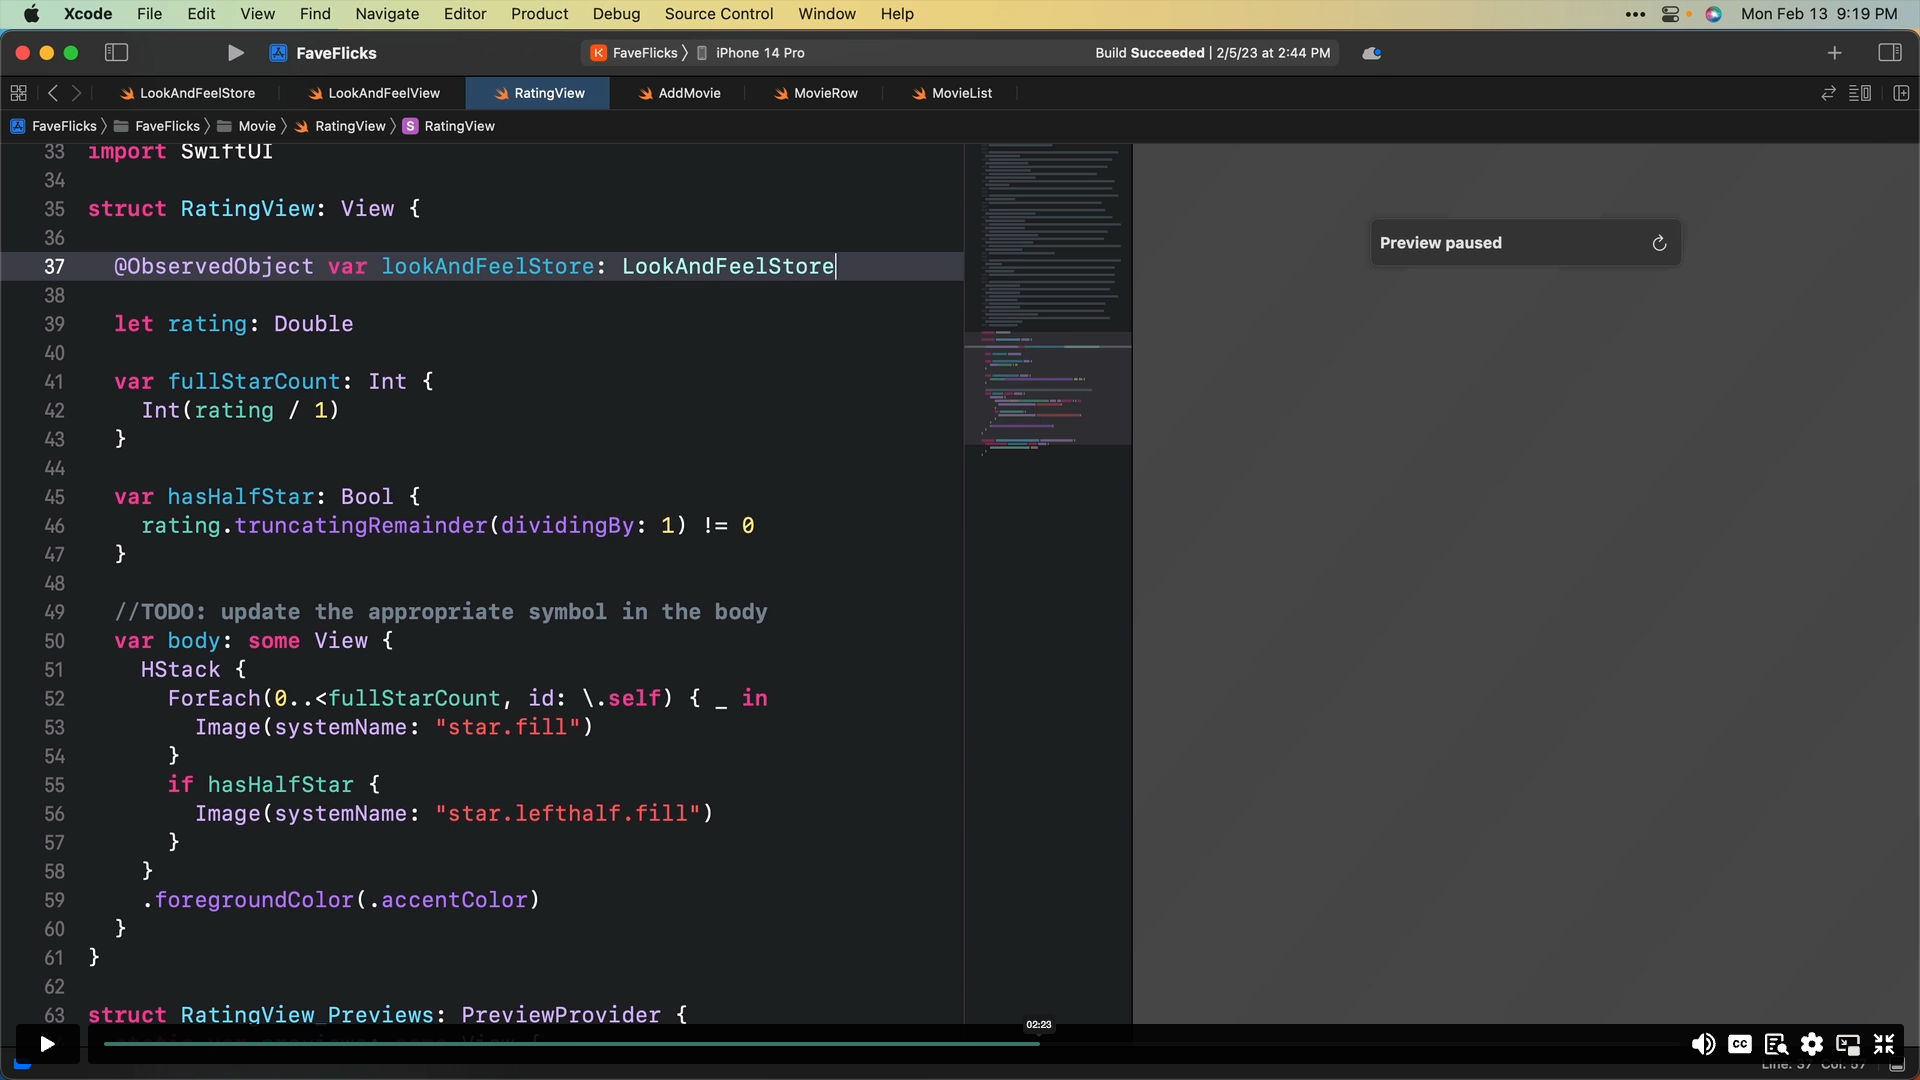 Xcode File Edit View Find Navigate Editor Product Debug Source Control Window Help Mon Feb 13 9:19 PM
FaveFlicks FaveFlicks 〉 iPhone 14 Pro Build Succeeded | 2/5/23 at 2:44 PM
LookAndFeelStore LookAndFeelView RatingView AddMovie MovieRow MovieList
FaveFlicks 〉 FaveFlicks 〉 Movie 〉 RatingView 〉 S RatingView
33 import SwiftUI
34
35 struct RatingView: View {
36
37 @ObservedObject var lookAndFeelStore: LookAndFeelStore
38
39 let rating: Double
40
41 var fullStarCount: Int {
42 Int(rating / 1)
43 }
44
45 var hasHalfStar: Bool {
46 rating.truncatingRemainder(dividingBy: 1) != 0
47 }
48
49 //TODO: update the appropriate symbol in the body
50 var body: some View {
51 HStack {
52 ForEach(0..<fullStarCount, id: \.self) { _ in
53 Image(systemName: "star.fill")
54 }
55 if hasHalfStar {
56 Image(systemName: "star.lefthalf.fill")
57 }
58 }
59 .foregroundColor(.accentColor)
60 }
61 }
62
63 struct RatingView_Previews: PreviewProvider {
Preview paused
02:23
CC
Line: 37 Col: 57